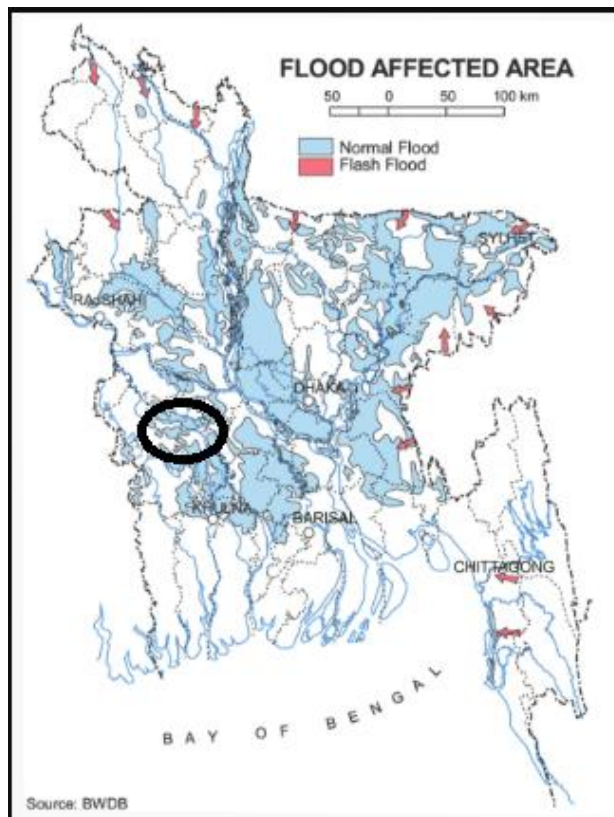 FLOOD AFFECTED AREA
50 0 50 100 km
Normal Flood
Flash Flood
SYLHET
RAJSHAHI
DHAKA
KHULNA
BARISAL
CHITTAGONG
BAY OF BENGAL
Source: BWDB